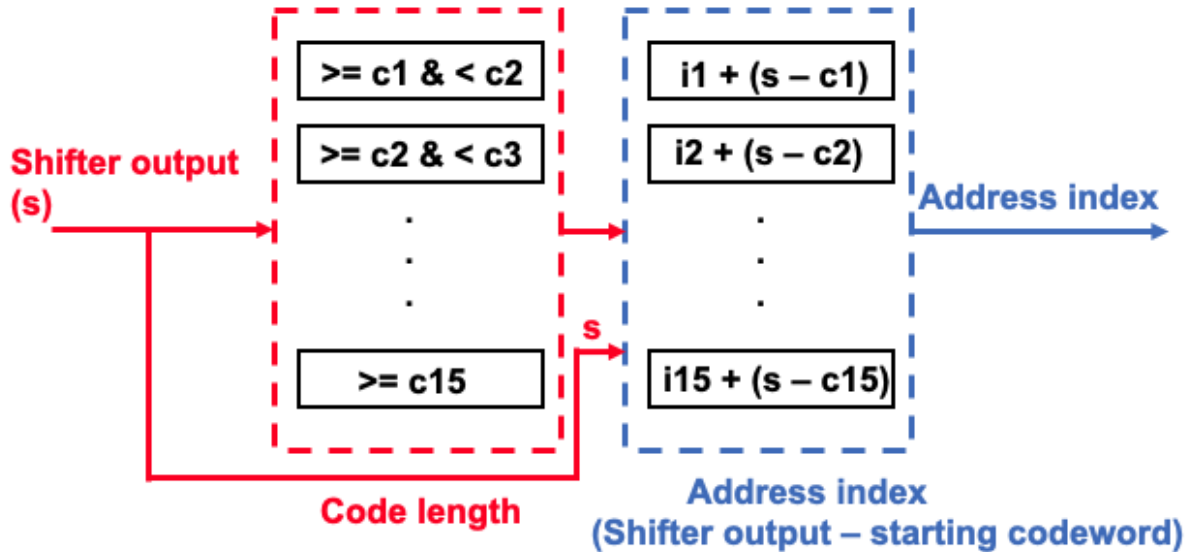 >= c1 & < c2
i1 + (s – c1)
>= c2 & < c3
i2 + (s – c2)
Shifter output
(s)
Address index
.
.
.
.
.
.
s
>= c15
i15 + (s – c15)
Code length
Address index
(Shifter output – starting codeword)